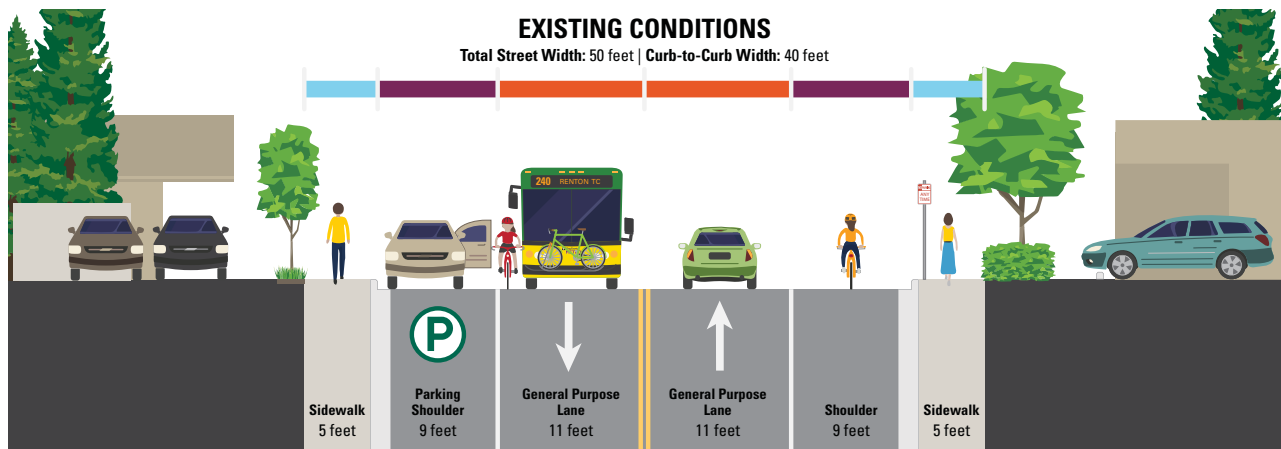 EXISTING CONDITIONS
Total Street Width: 50 feet | Curb-to-Curb Width: 40 feet
240 RENTON TC
ANY
TIME
P
Sidewalk
5 feet
Parking
Shoulder
9 feet
General Purpose
Lane
11 feet
General Purpose
Lane
11 feet
Shoulder
9 feet
Sidewalk
5 feet